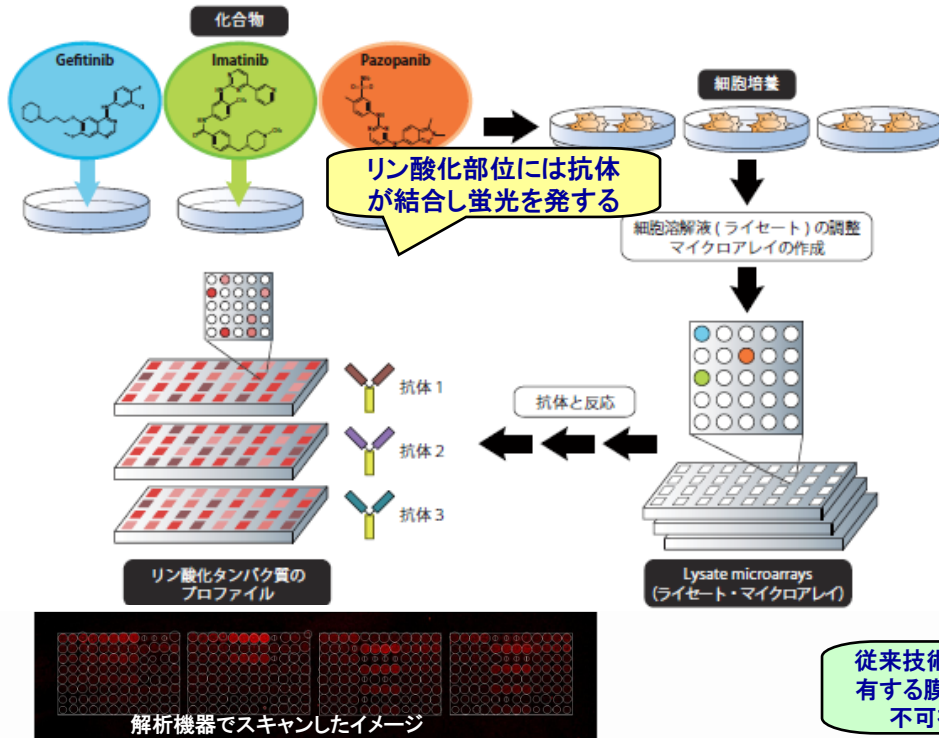 化合物
Gefitinib
Imatinib
Pazopanib
細胞培養
リン酸化部位には抗体
が結合し蛍光を発する
細胞溶解液 ( ライセート ) の調整
マイクロアレイの作成
抗体 1
抗体と反応
抗体 2
抗体 3
リン酸化タンパク質の
プロファイル
Lysate microarrays
(ライセート・マイクロアレイ)
解析機器でスキャンしたイメージ
従来技術
有する膜
不可